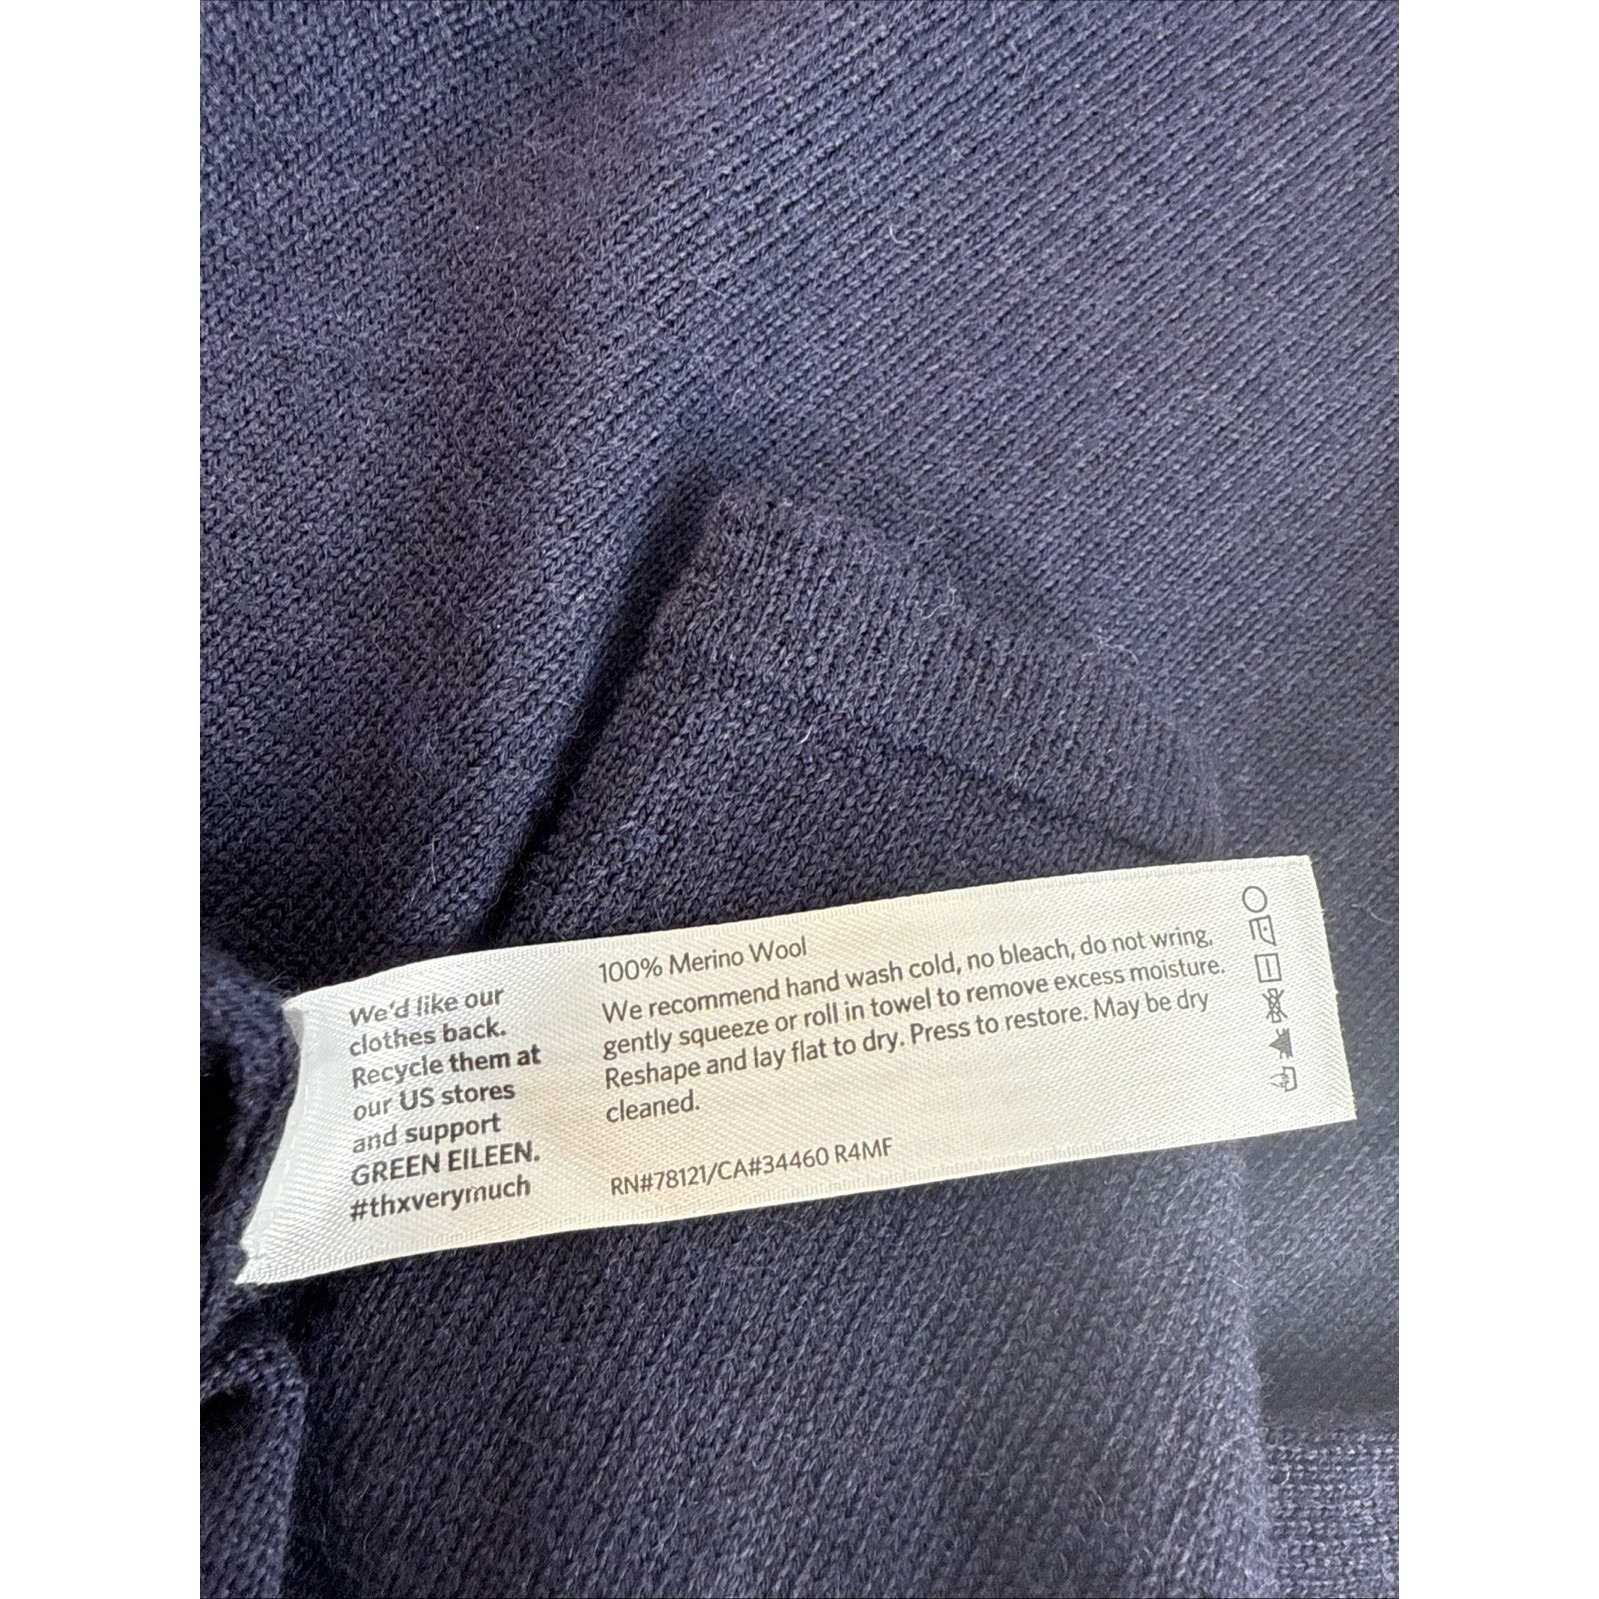 We'd like our
clothes back.
Recycle them at
our US stores
and support
GREEN EILEEN.
#thxverymuch
100% Merino Wool
We recommend hand wash cold, no bleach, do not wring,
gently squeeze or roll in towel to remove excess moisture.
Reshape and lay flat to dry. Press to restore. May be dry
cleaned.
RN#78121/CA#34460 R4MF